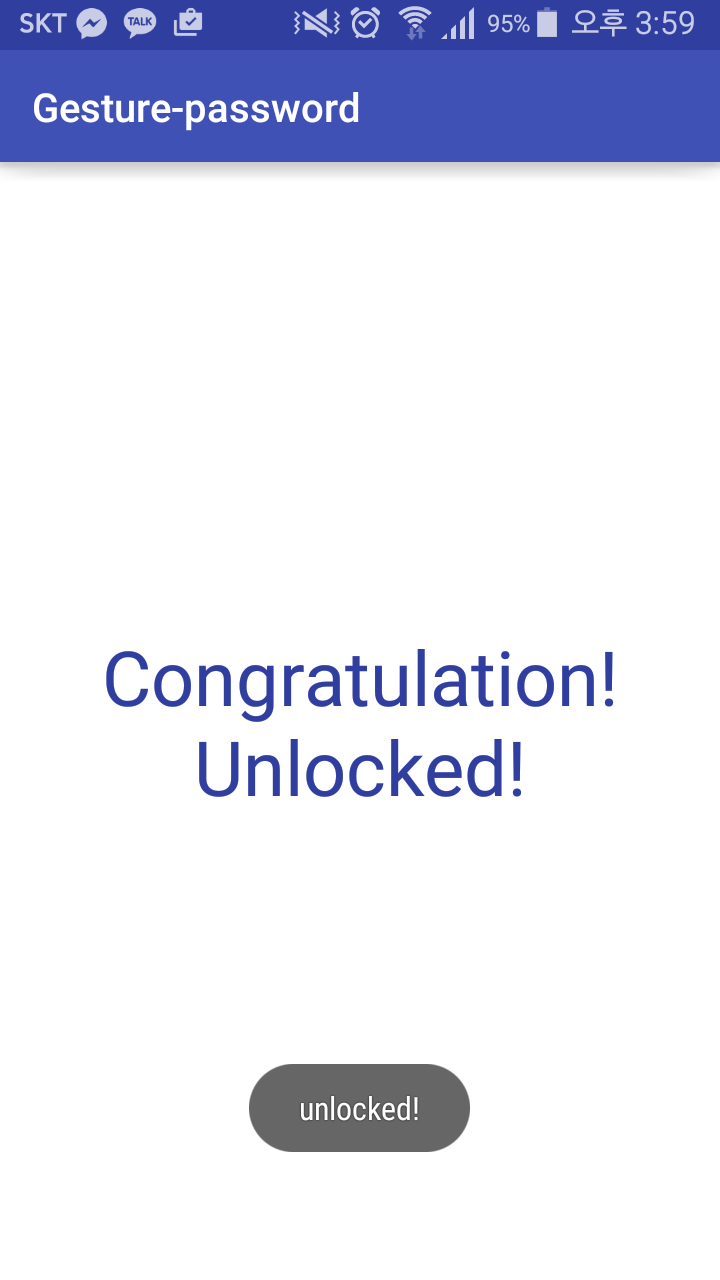 SKT TALK 95% 오후 3:59
Gesture-password
Congratulation!
Unlocked!
unlocked!